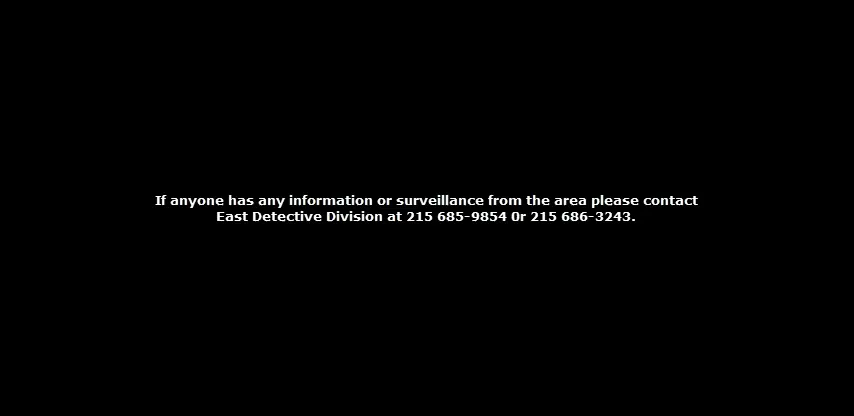 If anyone has any information or surveillance from the area please contact
East Detective Division at 215 685-9854 0r 215 686-3243.